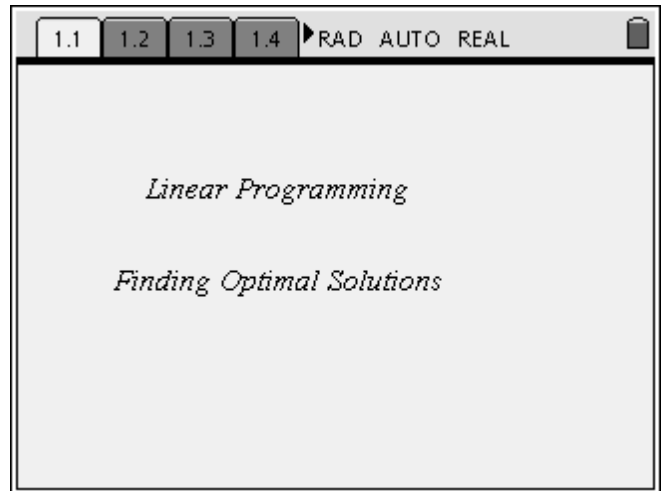 1.1 1.2 1.3 1.4 RAD AUTO REAL
Linear Programming
Finding Optimal Solutions